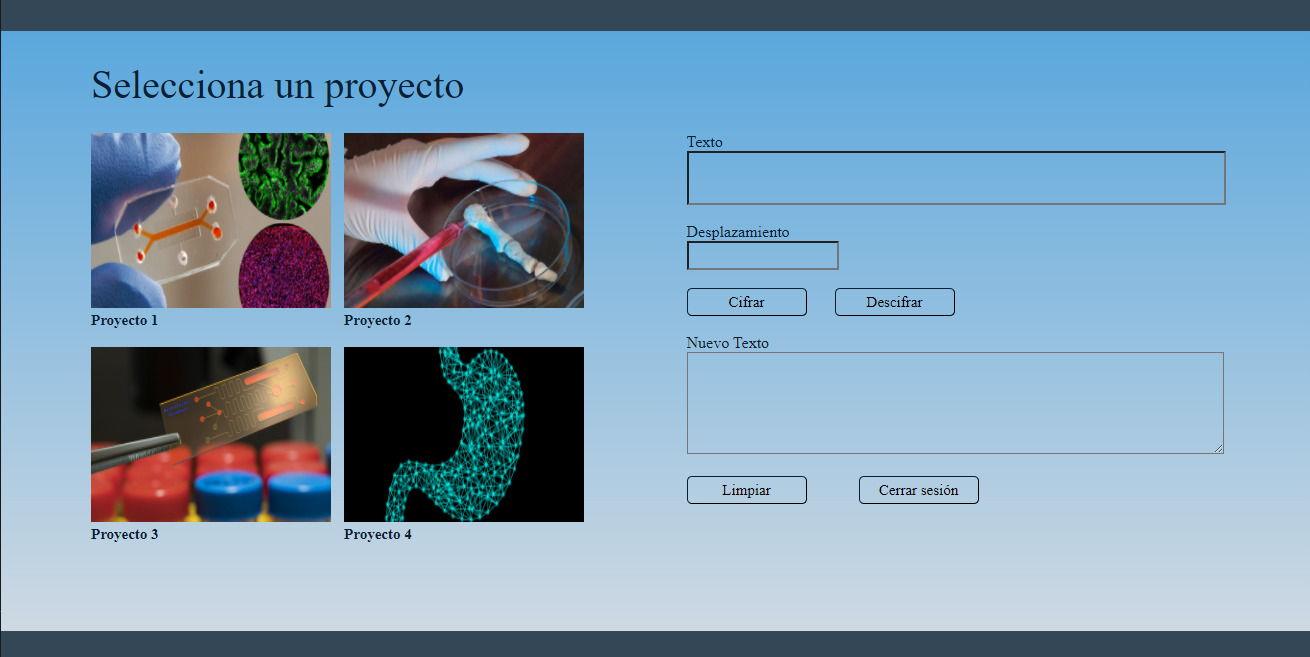 Selecciona un proyecto
Proyecto 1
Proyecto 2
Proyecto 3
Proyecto 4
Texto
Desplazamiento
Cifrar
Descifrar
Nuevo Texto
Limpiar
Cerrar sesión